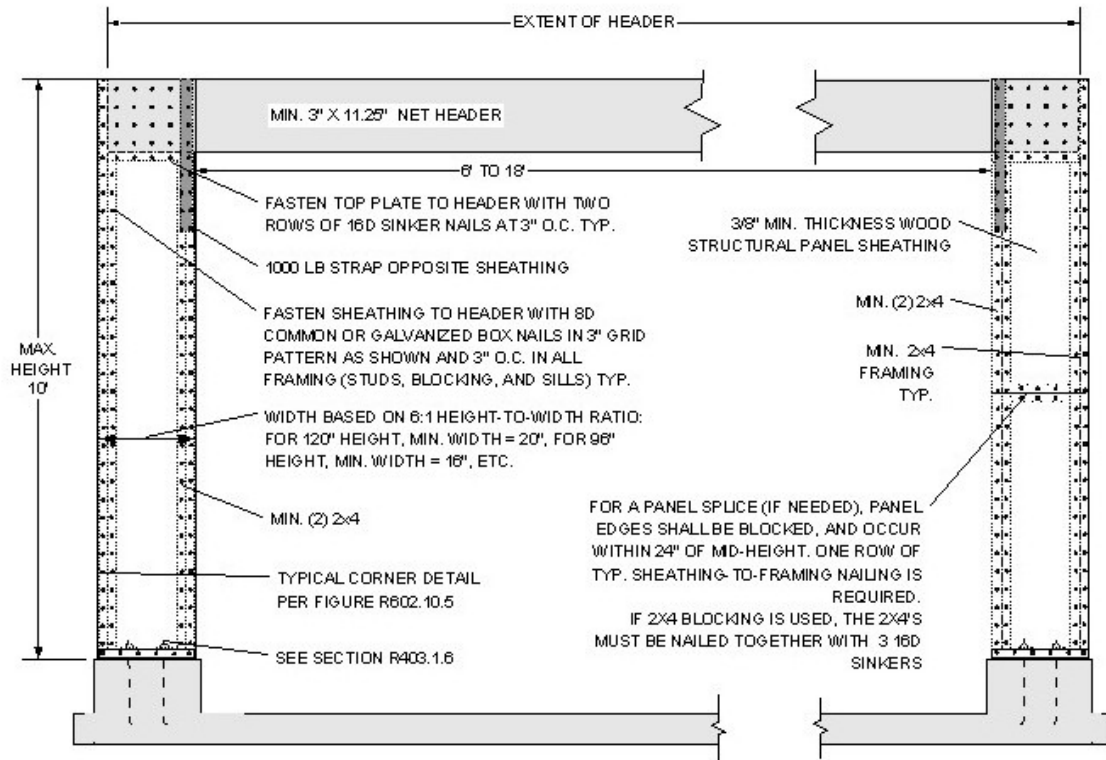 EXTENT OF HEADER
MIN. 3" X 11.25" NET HEADER
6' TO 18'
FASTEN TOP PLATE TO HEADER WITH TWO
ROWS OF 16D SINKER NAILS AT 3" O.C. TYP.
1000 LB STRAP OPPOSITE SHEATHING
FASTEN SHEATHING TO HEADER WITH 8D
COMMON OR GALVANIZED BOX NAILS IN 3" GRID
PATTERN AS SHOWN AND 3" O.C. IN ALL
FRAMING (STUDS, BLOCKING, AND SILLS) TYP.
MAX.
HEIGHT
10'
WIDTH BASED ON 6:1 HEIGHT-TO-WIDTH RATIO:
FOR 120" HEIGHT, MIN. WIDTH = 20", FOR 96"
HEIGHT, MIN. WIDTH = 16", ETC.
MIN. (2) 2x4
TYPICAL CORNER DETAIL
PER FIGURE R602.10.5
SEE SECTION R403.1.6
3/8" MIN. THICKNESS WOOD
STRUCTURAL PANEL SHEATHING
MIN. (2) 2x4
MIN. 2x4
FRAMING
TYP.
FOR A PANEL SPLICE (IF NEEDED), PANEL
EDGES SHALL BE BLOCKED, AND OCCUR
WITHIN 24" OF MID-HEIGHT. ONE ROW OF
TYP. SHEATHING-TO-FRAMING NAILING IS
REQUIRED.
IF 2X4 BLOCKING IS USED, THE 2X4'S
MUST BE NAILED TOGETHER WITH 3 16D
SINKERS